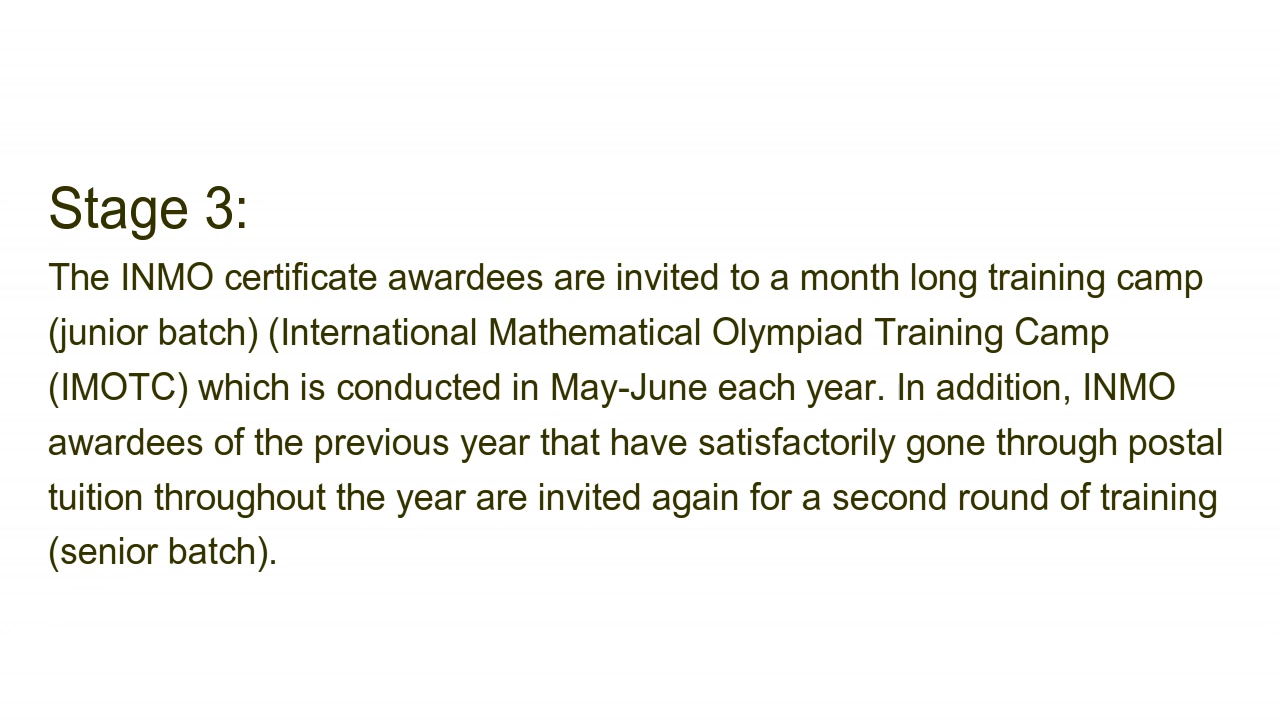 Stage 3:
The INMO certificate awardees are invited to a month long training camp
(junior batch) (International Mathematical Olympiad Training Camp
(IMOTC) which is conducted in May-June each year. In addition, INMO
awardees of the previous year that have satisfactorily gone through postal
tuition throughout the year are invited again for a second round of training
(senior batch).